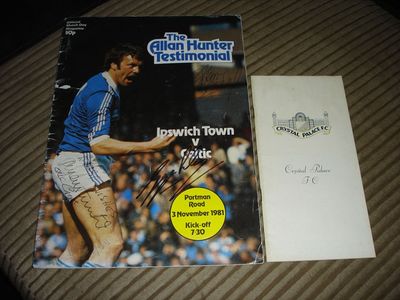 Official
Match Day
Magazine
90p
The
Allan Hunter
Testimonial
Ipswich Town
v
Celtic
Portman
Road
3 November 1981
Kick-off
7·30
CRYSTAL PALACE F.C.
Crystal Palace
F C